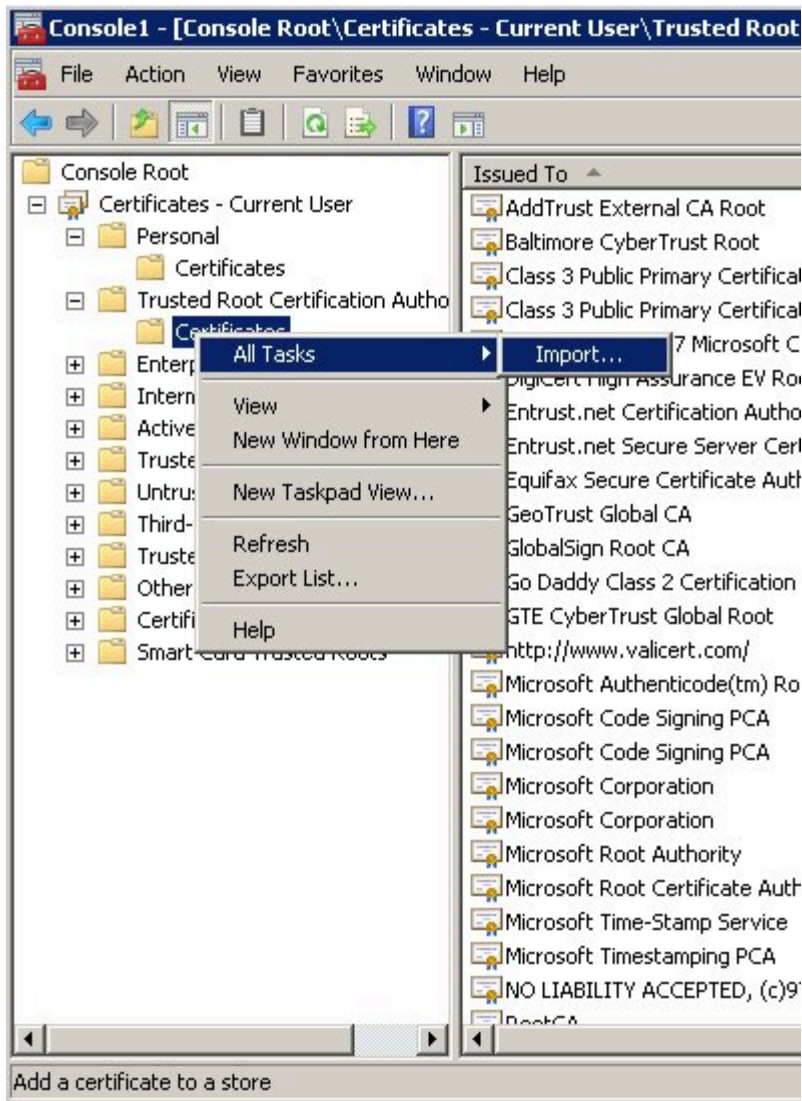 Console1 - [Console Root\Certificates - Current User\Trusted Root
File Action View Favorites Window Help
Console Root
Certificates - Current User
Personal
Certificates
Trusted Root Certification Autho
Certificates
Enterp
Intern
Active
Truste
Untrus
Third-
Truste
Other
Certifi
Smart Card Trusted Roots
All Tasks
View
New Window from Here
New Taskpad View...
Refresh
Export List...
Help
Import...
Issued To
AddTrust External CA Root
Baltimore CyberTrust Root
Class 3 Public Primary Certificat
Class 3 Public Primary Certificat
7 Microsoft C
DigiCert High Assurance EV Roo
Entrust.net Certification Autho
Entrust.net Secure Server Cert
Equifax Secure Certificate Auth
GeoTrust Global CA
GlobalSign Root CA
Go Daddy Class 2 Certification
GTE CyberTrust Global Root
http://www.valicert.com/
Microsoft Authenticode(tm) Ro
Microsoft Code Signing PCA
Microsoft Code Signing PCA
Microsoft Corporation
Microsoft Corporation
Microsoft Root Authority
Microsoft Root Certificate Auth
Microsoft Time-Stamp Service
Microsoft Timestamping PCA
NO LIABILITY ACCEPTED, (c)97
RootCA
Add a certificate to a store